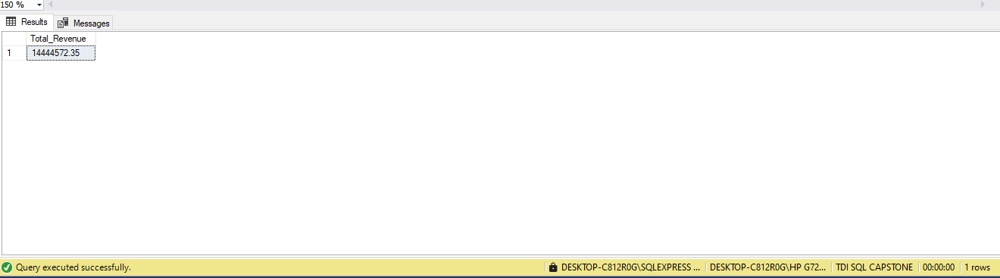 150 %
Results Messages
Total_Revenue
1 14444572.35
Query executed successfully. DESKTOP-C812R0G\SQLEXPRESS ... DESKTOP-C812R0G\HP G72... TDI SQL CAPSTONE 00:00:00 1 rows